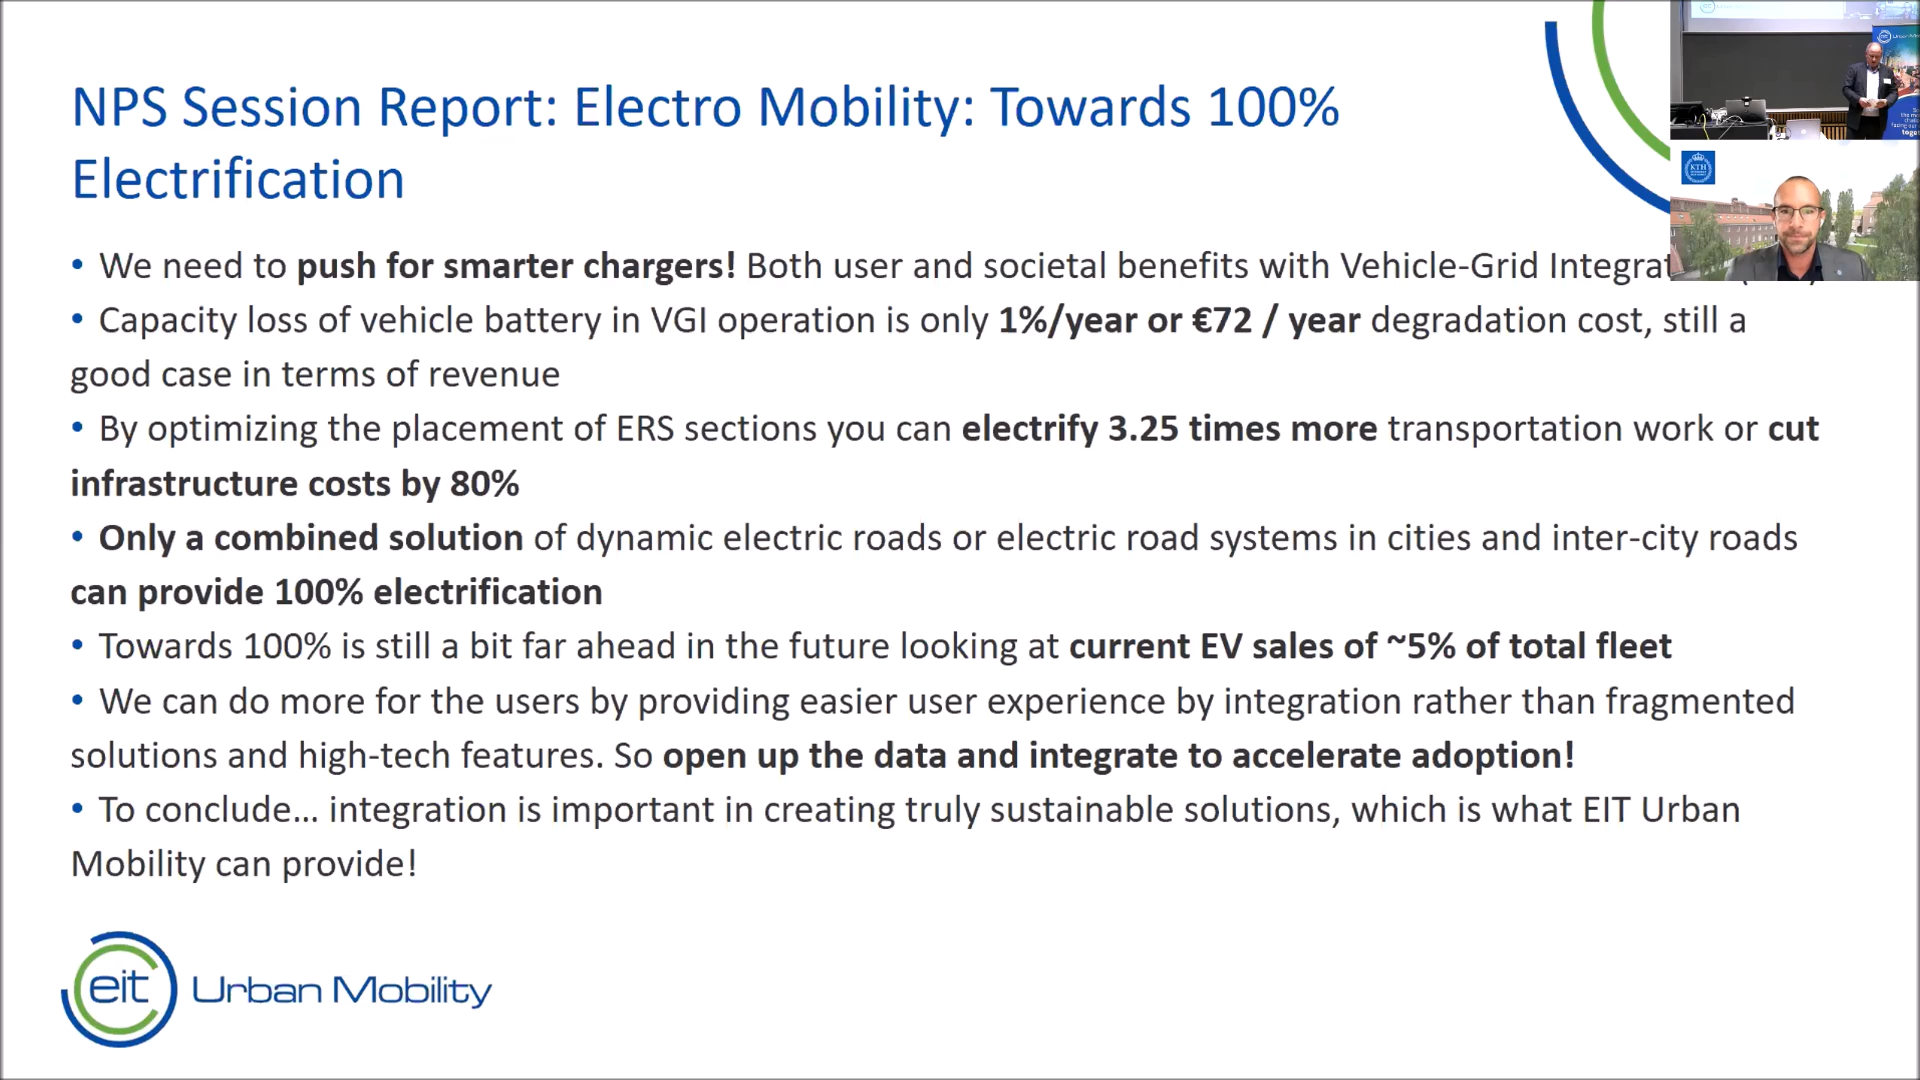 NPS Session Report: Electro Mobility: Towards 100%
Electrification
• We need to push for smarter chargers! Both user and societal benefits with Vehicle-Grid
• Capacity loss of vehicle battery in VGI operation is only 1%/year or €72 / year degradation cost, still a
good case in terms of revenue
• By optimizing the placement of ERS sections you can electrify 3.25 times more transportation work or cut
infrastructure costs by 80%
• Only a combined solution of dynamic electric roads or electric road systems in cities and inter-city roads
can provide 100% electrification
• Towards 100% is still a bit far ahead in the future looking at current EV sales of ~5% of total fleet
• We can do more for the users by providing easier user experience by integration rather than fragmented
solutions and high-tech features. So open up the data and integrate to accelerate adoption!
• To conclude... integration is important in creating truly sustainable solutions, which is what EIT Urban
Mobility can provide!
eit Urban Mobility
KTH